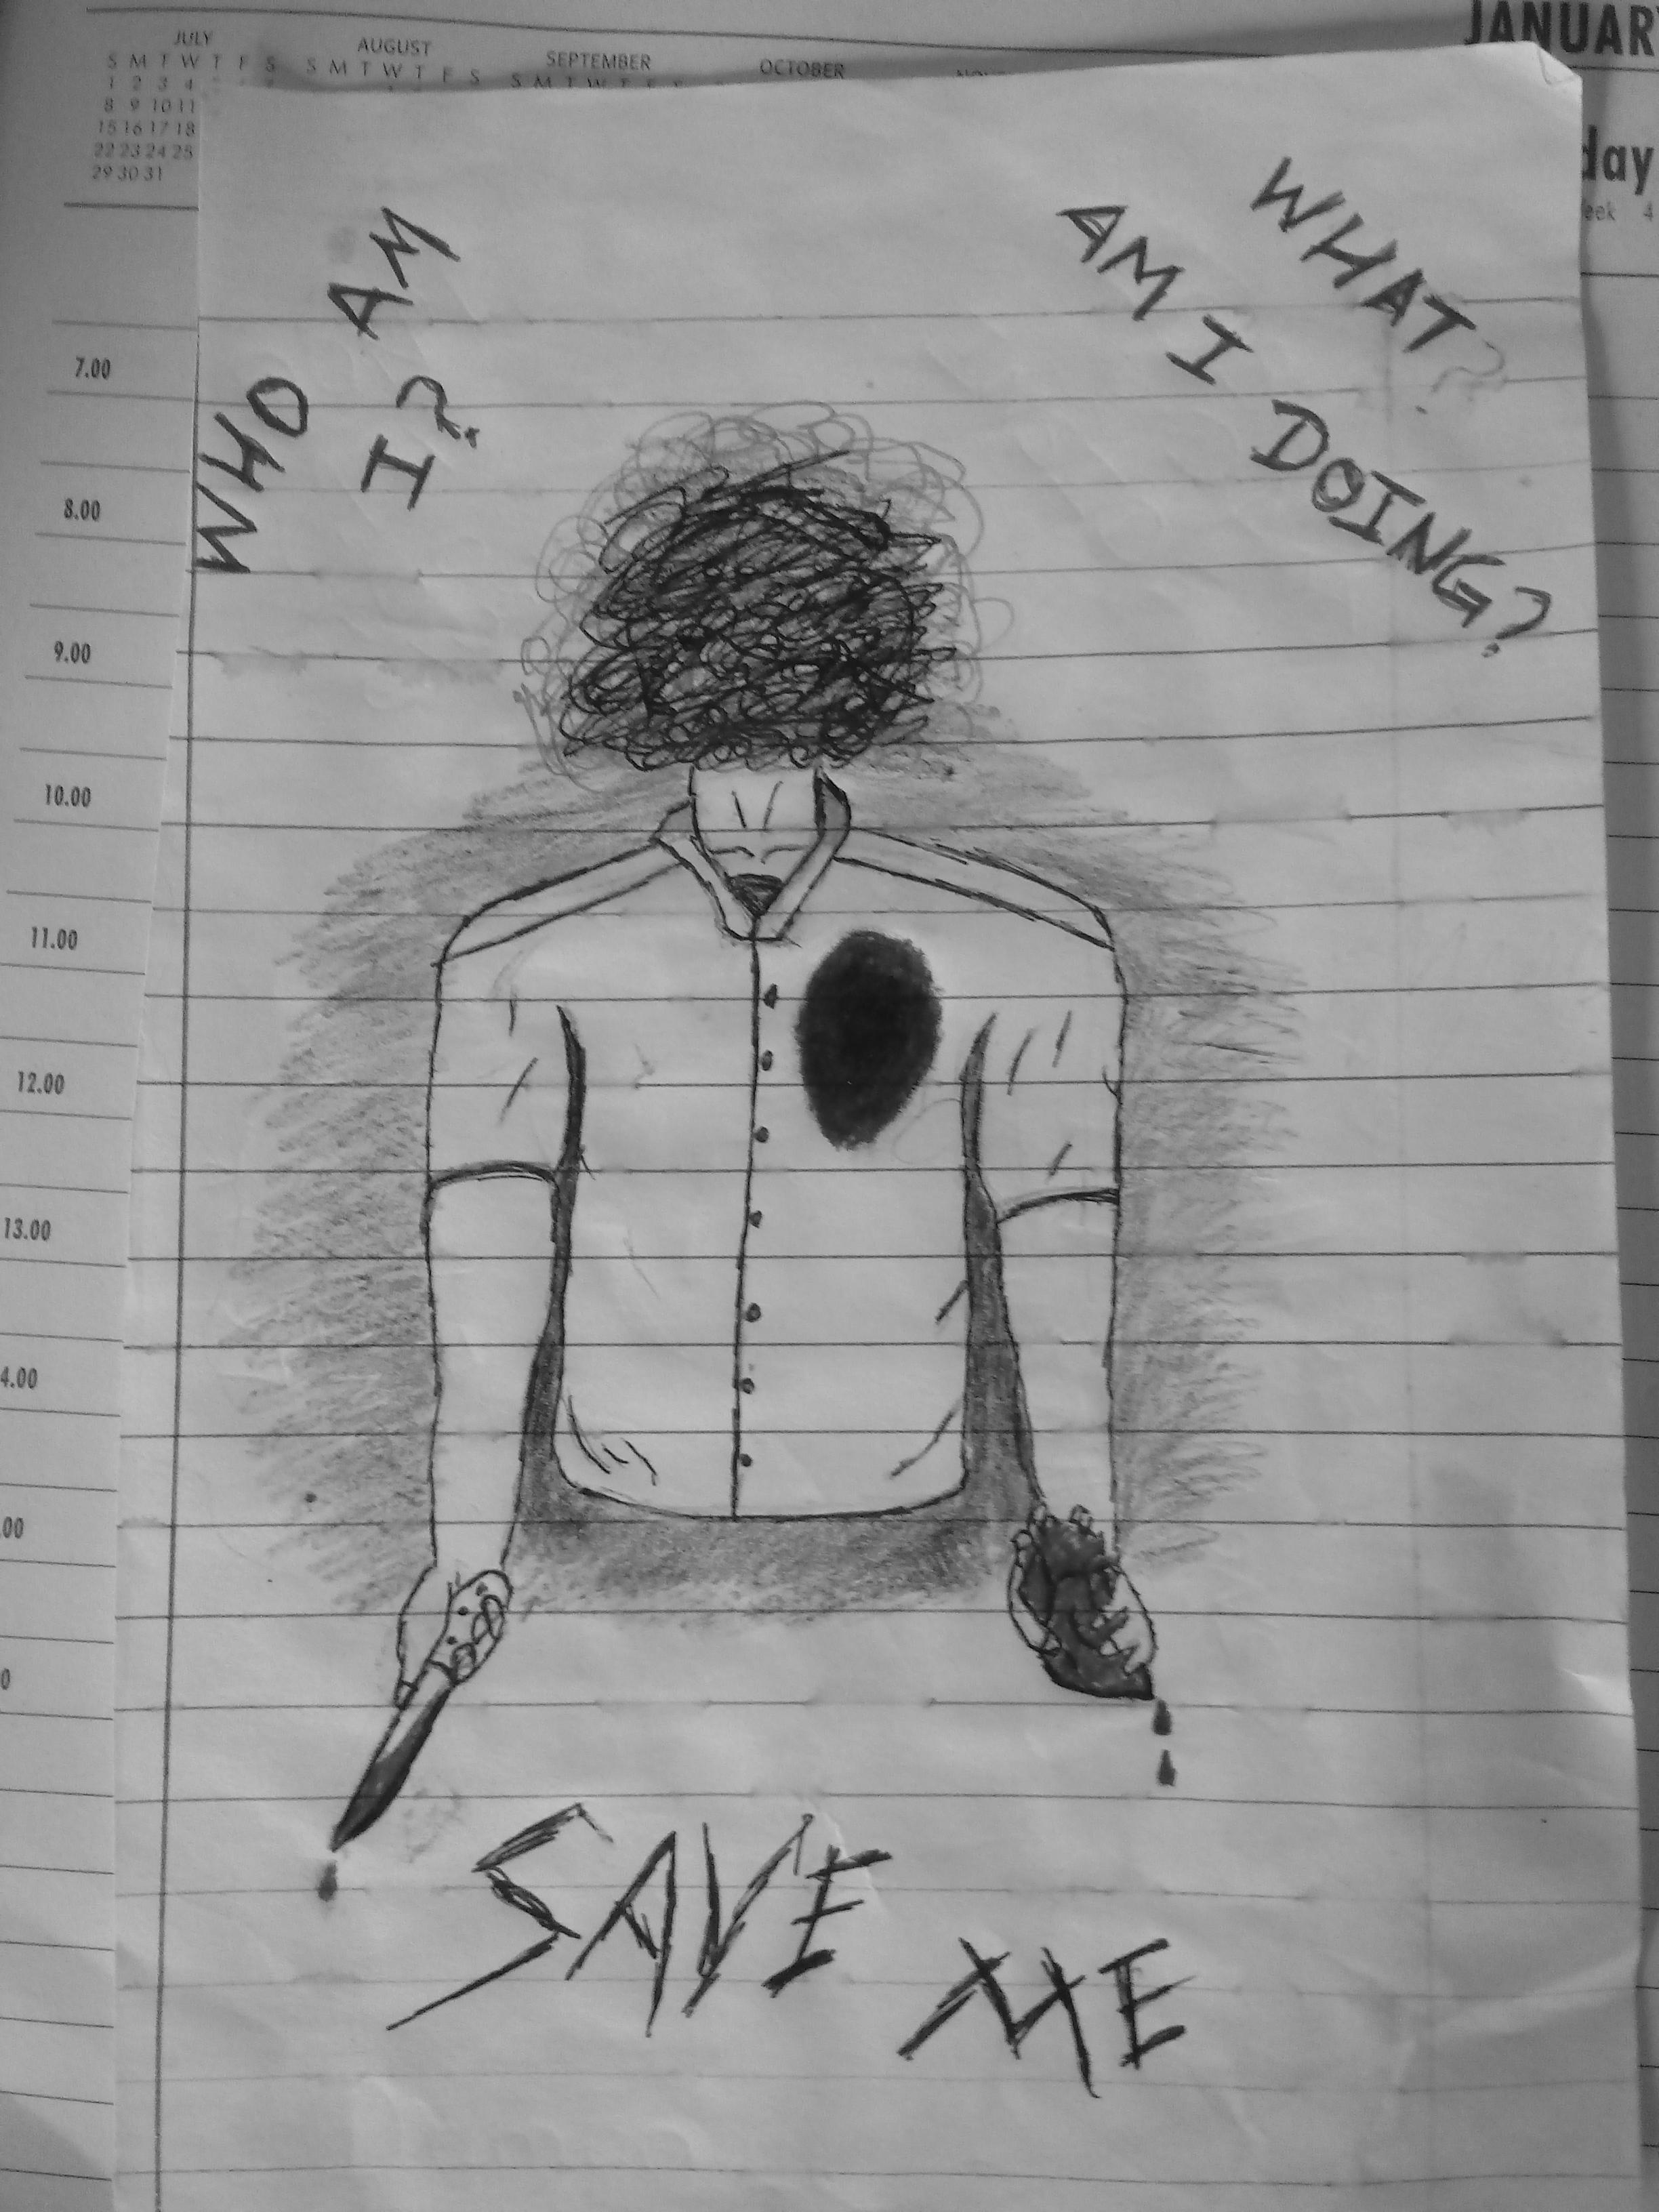 JULY
AUGUST
SEPTEMBER
OCTOBER
JANUAR
S M T W T F S
S M T W T F S
S M T W T F S
1 2 3 4
8 9 10 11
15 16 17 18
22 23 24 25
29 30 31
day
4
WHO AM
I?
WHAT?
AM I DOING?
7.00
8.00
9.00
10.00
11.00
12.00
13.00
4.00
.00
0
SAVE
ME